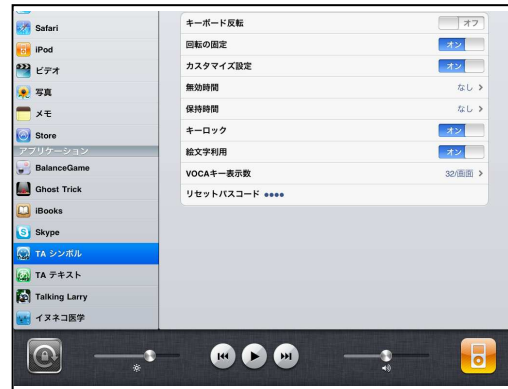 Safari
iPod
ビデオ
写真
メモ
Store
アプリケーション
BalanceGame
Ghost Trick
iBooks
Skype
TA シンボル
TA テキスト
Talking Larry
イヌネコ医学
キーボード反転 オフ
回転の固定 オン
カスタマイズ設定 オン
無効時間 なし
保持時間 なし
キーロック オン
絵文字利用 オン
VOCAキー表示数 32/画面
リセットパスコード ●●●●